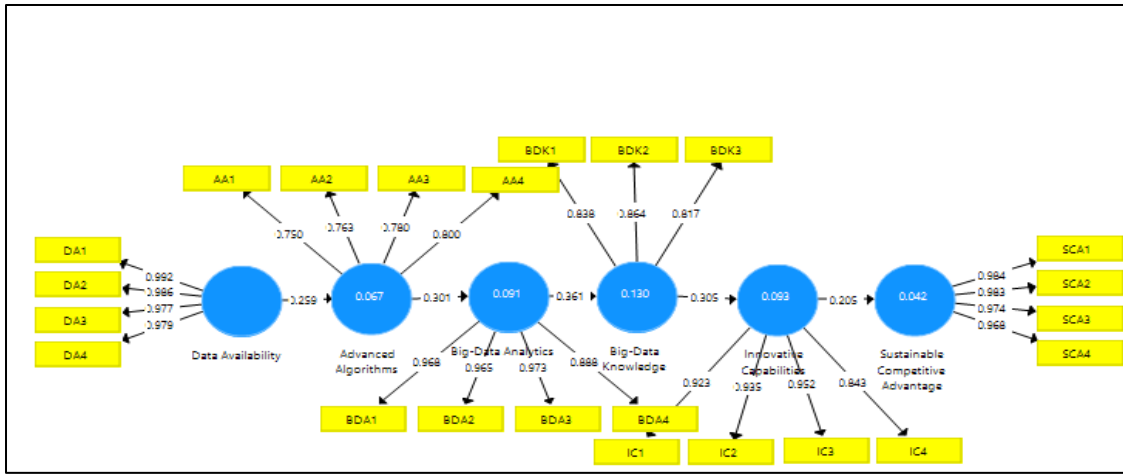 BDK1 BDK2 BDK3
AA1 AA2 AA3 AA4
0.838 0.864 0.817
0.750 0.763 0.780 0.800
DA1
DA2
DA3
DA4
0.992
0.986
0.977
0.979
0.259
0.067
0.301
0.091
0.361
0.130
0.305
0.093
0.205
0.042
SCA1
SCA2
SCA3
SCA4
0.984
0.983
0.974
0.968
Data Availability
Advanced
Algorithms
Big-Data Analytics
Big-Data
Knowledge
Innovative
Capabilities
Sustainable
Competitive
Advantage
0.968 0.965 0.973 0.888
0.923 0.935 0.952 0.843
BDA1 BDA2 BDA3 BDA4
IC1 IC2 IC3 IC4